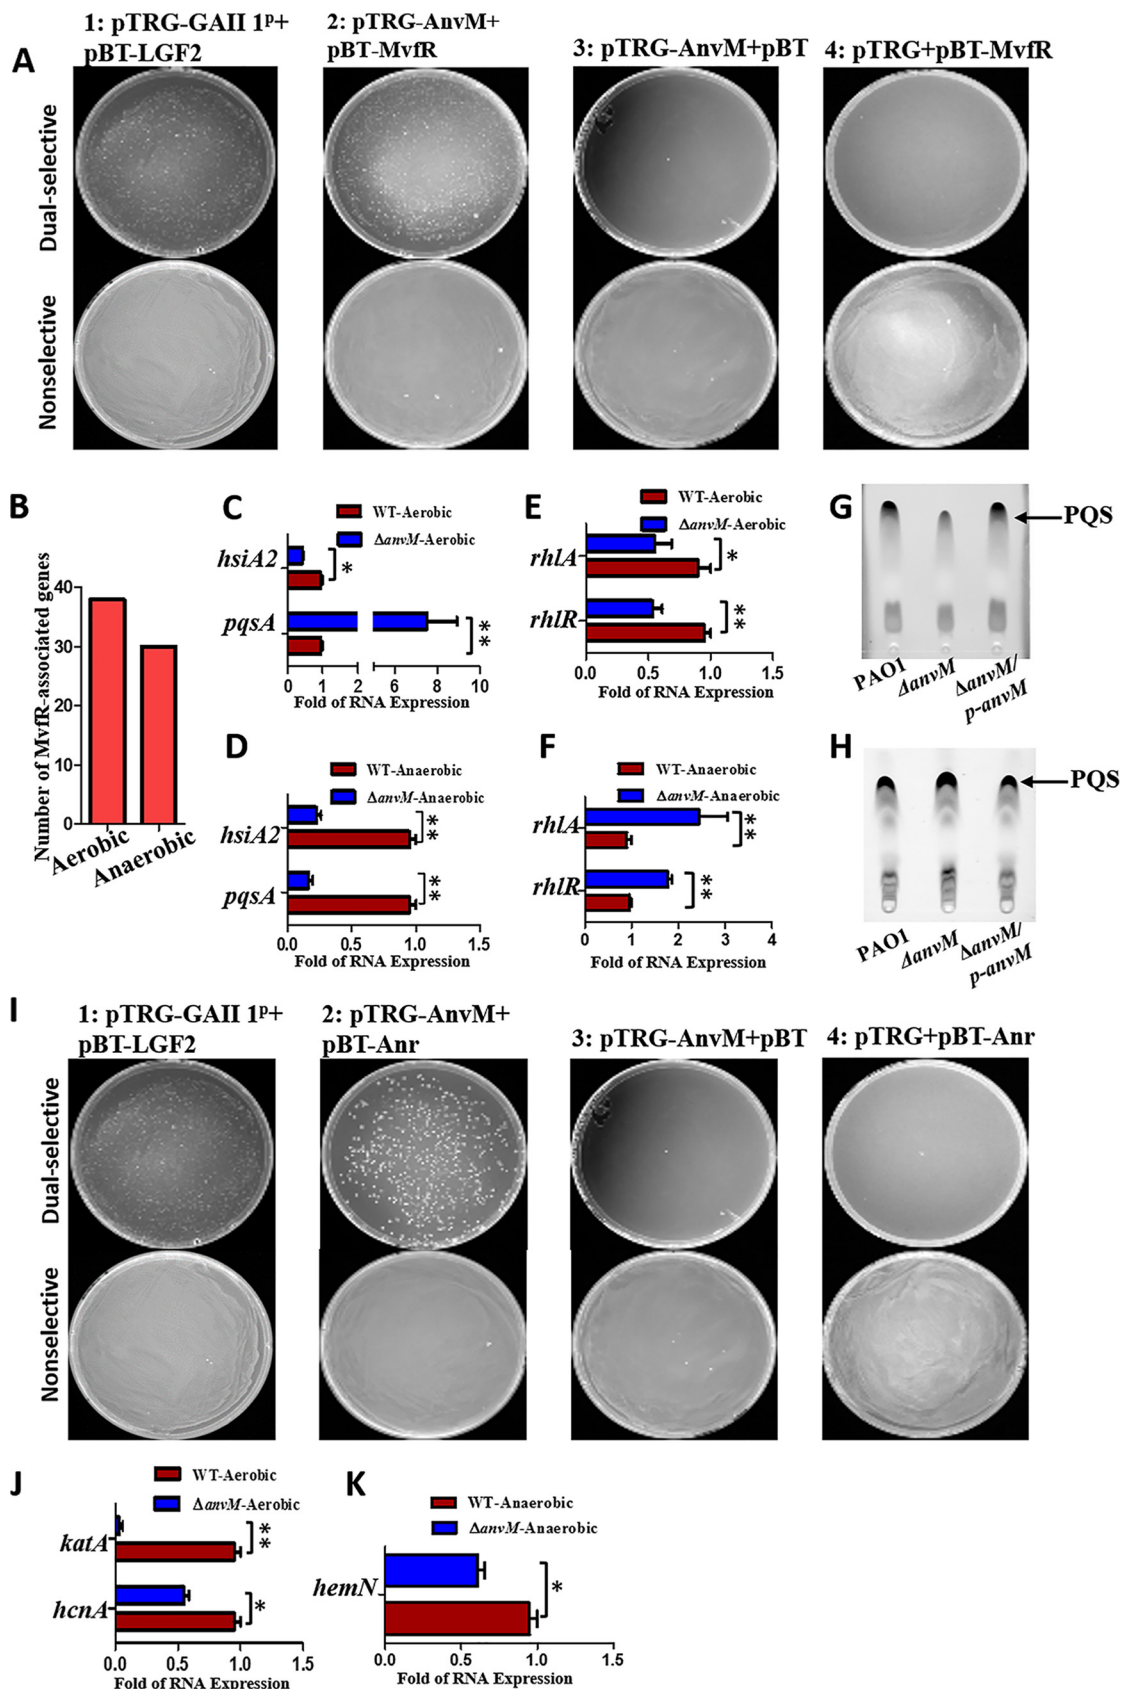 A
1: pTRG-GAII 1ᵖ+
pBT-LGF2
2: pTRG-AnvM+
pBT-MvfR
3: pTRG-AnvM+pBT
4: pTRG+pBT-MvfR
Dual-selective
Nonselective
B
Number of MvfR-associated genes
40
30
20
10
0
Aerobic
Anaerobic
C
WT-Aerobic
ΔanvM-Aerobic
hsiA2
*
pqsA
**
0 1 2 6 8 10
Fold of RNA Expression
D
WT-Anaerobic
ΔanvM-Anaerobic
hsiA2
**
pqsA
**
0.0 0.5 1.0 1.5
Fold of RNA Expression
E
WT-Aerobic
ΔanvM-Aerobic
rhlA
*
rhlR
**
0.0 0.5 1.0 1.5
Fold of RNA Expression
F
WT-Anaerobic
ΔanvM-Anaerobic
rhlA
**
rhlR
**
0 1 2 3 4
Fold of RNA Expression
G
PQS
PAO1
ΔanvM
ΔanvM/
p-anvM
H
PQS
PAO1
ΔanvM
ΔanvM/
p-anvM
I
1: pTRG-GAII 1ᵖ+
pBT-LGF2
2: pTRG-AnvM+
pBT-Anr
3: pTRG-AnvM+pBT
4: pTRG+pBT-Anr
Dual-selective
Nonselective
J
WT-Aerobic
ΔanvM-Aerobic
katA
**
hcnA
*
0.0 0.5 1.0 1.5
Fold of RNA Expression
K
WT-Anaerobic
ΔanvM-Anaerobic
hemN
*
0.0 0.5 1.0 1.5
Fold of RNA Expression